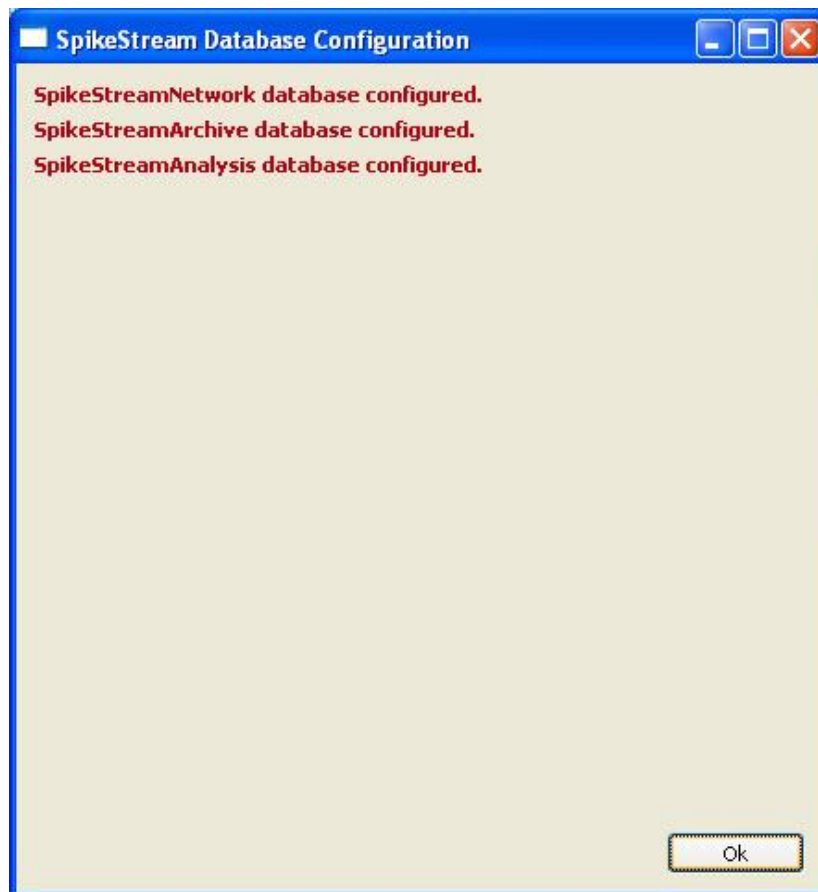 SpikeStream Database Configuration
SpikeStreamNetwork database configured.
SpikeStreamArchive database configured.
SpikeStreamAnalysis database configured.
Ok